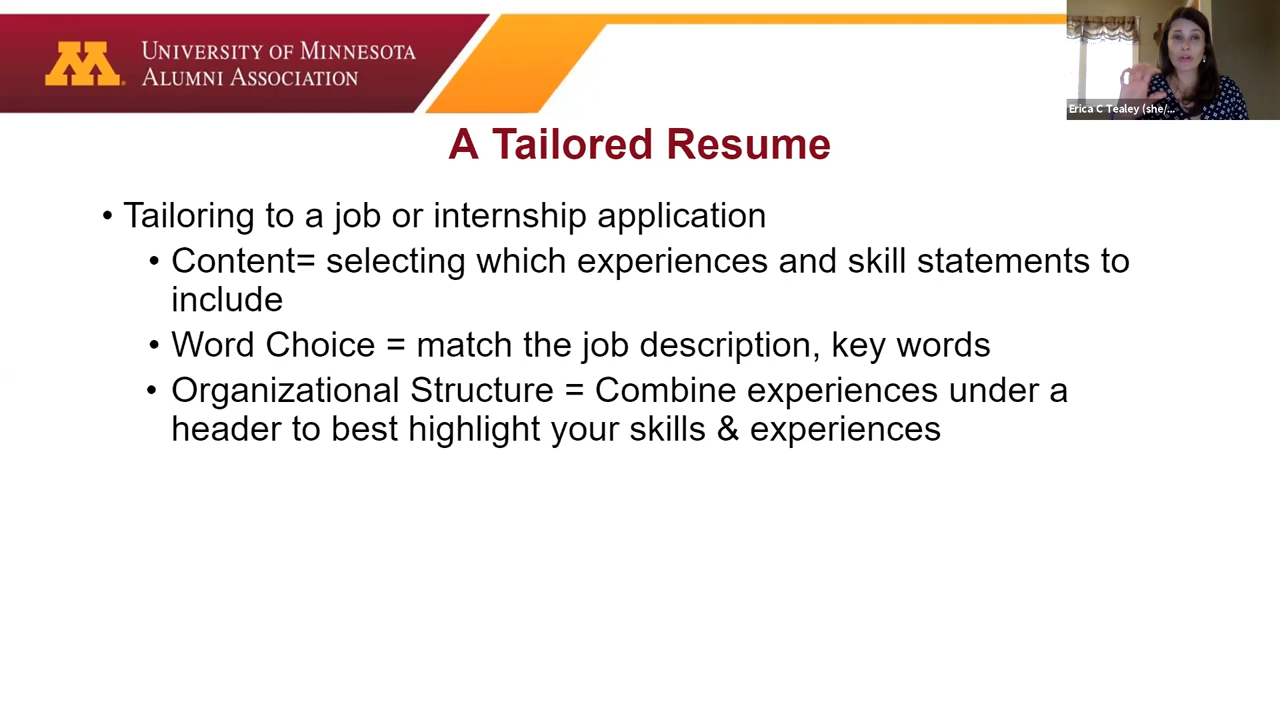 UNIVERSITY OF MINNESOTA
ALUMNI ASSOCIATION
Erica C Tealey (she/...
A Tailored Resume
• Tailoring to a job or internship application
• Content= selecting which experiences and skill statements to
include
• Word Choice = match the job description, key words
• Organizational Structure = Combine experiences under a
header to best highlight your skills & experiences